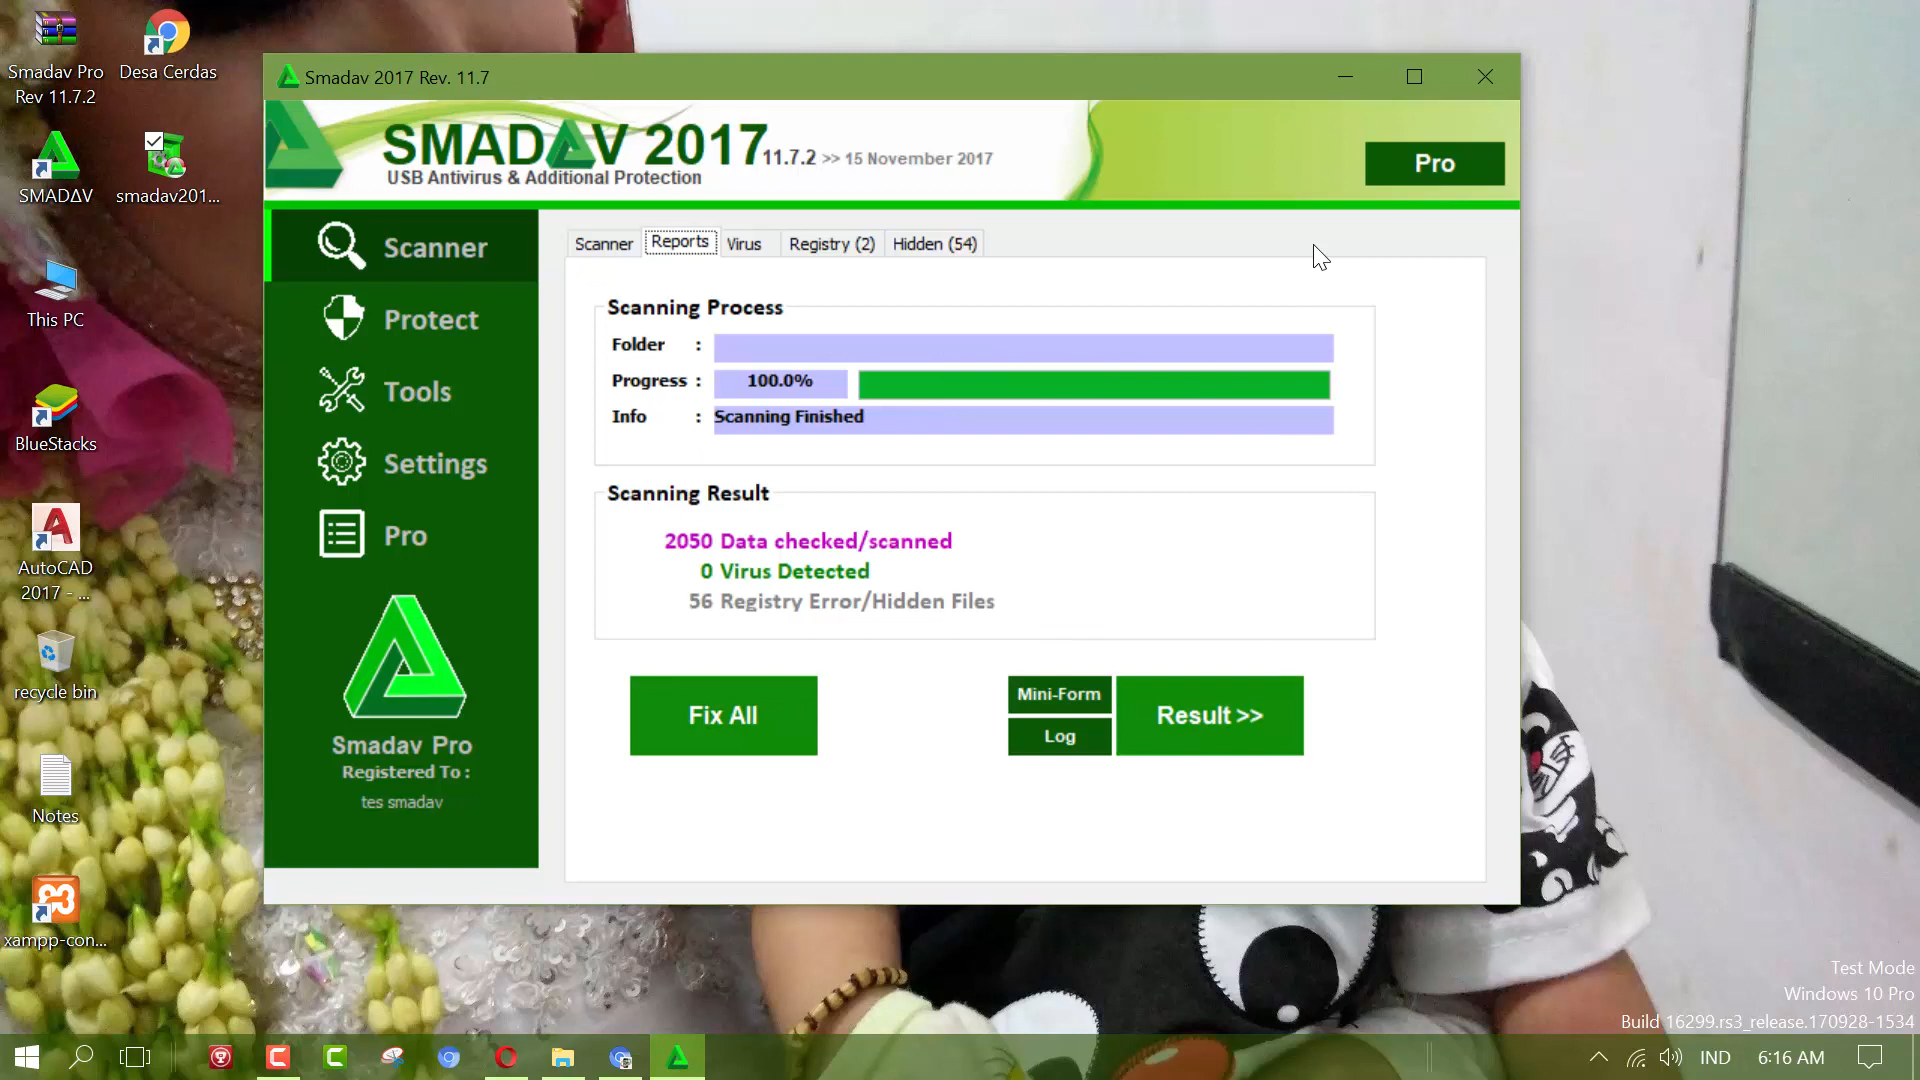 Smadav Pro
Rev 11.7.2
Desa Cerdas
SMADΔV
smadav201...
This PC
BlueStacks
AutoCAD
2017 - ...
recycle bin
Notes
xampp-con...
Smadav 2017 Rev. 11.7
SMADΔV 2017 11.7.2 >> 15 November 2017
USB Antivirus & Additional Protection
Pro
Scanner
Protect
Tools
Settings
Pro
Smadav Pro
Registered To :
tes smadav
Scanner Reports Virus Registry (2) Hidden (54)
Scanning Process
Folder :
Progress : 100.0%
Info : Scanning Finished
Scanning Result
2050 Data checked/scanned
0 Virus Detected
56 Registry Error/Hidden Files
Fix All
Mini-Form
Log
Result >>
Test Mode
Windows 10 Pro
Build 16299.rs3_release.170928-1534
IND 6:16 AM